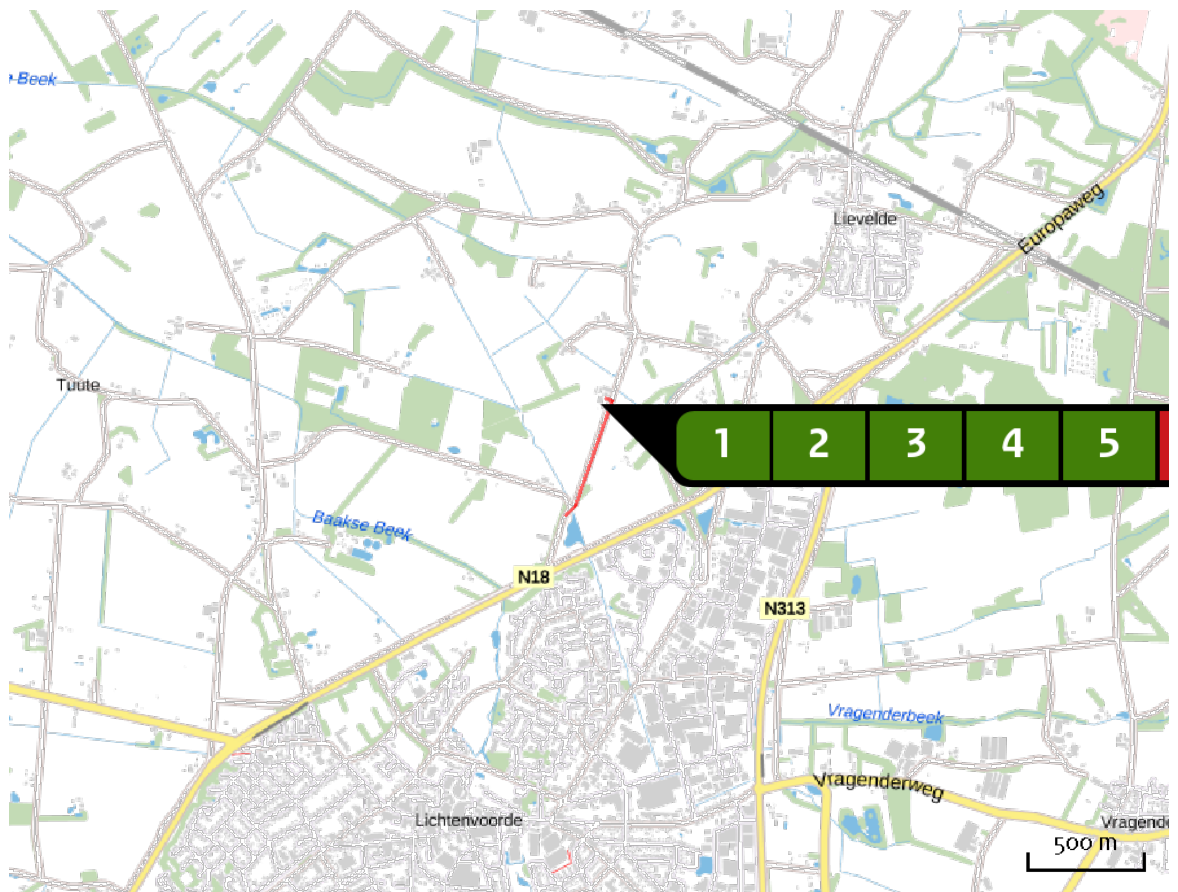 e-Beek
Europaweg
Lievelde
Tuute
1 2 3 4 5
Baakse Beek
N18
N313
Vragenderbeek
Vragenderweg
Lichtenvoorde
Vragende
500 m